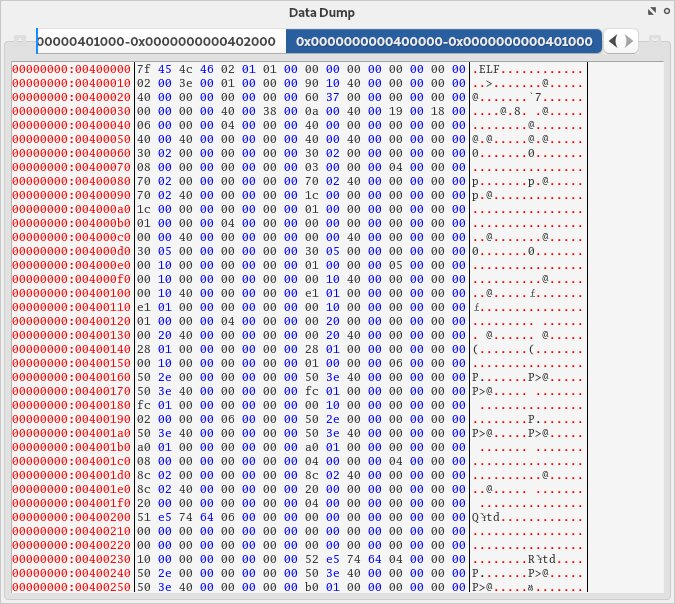 Data Dump
00000401000-0x0000000000402000 0x0000000000400000-0x0000000000401000
00000000:00400000 7f 45 4c 46 02 01 01 00 00 00 00 00 00 00 00 00 .ELF............
00000000:00400010 02 00 3e 00 01 00 00 00 90 10 40 00 00 00 00 00 ..>.......@.....
00000000:00400020 40 00 00 00 00 00 00 00 60 37 00 00 00 00 00 00 @.......`7......
00000000:00400030 00 00 00 00 40 00 38 00 0a 00 40 00 19 00 18 00 ....@.8. .@.....
00000000:00400040 06 00 00 00 04 00 00 00 40 00 00 00 00 00 00 00 ........@.......
00000000:00400050 40 00 40 00 00 00 00 00 40 00 40 00 00 00 00 00 @.@.....@.@.....
00000000:00400060 30 02 00 00 00 00 00 00 30 02 00 00 00 00 00 00 0.......0.......
00000000:00400070 08 00 00 00 00 00 00 00 03 00 00 00 04 00 00 00 ................
00000000:00400080 70 02 00 00 00 00 00 00 70 02 40 00 00 00 00 00 p.......p.@.....
00000000:00400090 70 02 40 00 00 00 00 00 1c 00 00 00 00 00 00 00 p.@.............
00000000:004000a0 1c 00 00 00 00 00 00 00 01 00 00 00 00 00 00 00 ................
00000000:004000b0 01 00 00 00 04 00 00 00 00 00 00 00 00 00 00 00 ................
00000000:004000c0 00 00 40 00 00 00 00 00 00 00 40 00 00 00 00 00 ..@.......@.....
00000000:004000d0 30 05 00 00 00 00 00 00 30 05 00 00 00 00 00 00 0.......0.......
00000000:004000e0 00 10 00 00 00 00 00 00 01 00 00 00 05 00 00 00 ................
00000000:004000f0 00 10 00 00 00 00 00 00 00 10 40 00 00 00 00 00 ..........@.....
00000000:00400100 00 10 40 00 00 00 00 00 e1 01 00 00 00 00 00 00 ..@............
00000000:00400110 e1 01 00 00 00 00 00 00 00 10 00 00 00 00 00 00 ...............
00000000:00400120 01 00 00 00 04 00 00 00 00 20 00 00 00 00 00 00 ......... ......
00000000:00400130 00 20 40 00 00 00 00 00 00 20 40 00 00 00 00 00 . @...... @.....
00000000:00400140 28 01 00 00 00 00 00 00 28 01 00 00 00 00 00 00 (.......(.......
00000000:00400150 00 10 00 00 00 00 00 00 01 00 00 00 06 00 00 00 ................
00000000:00400160 50 2e 00 00 00 00 00 00 50 3e 40 00 00 00 00 00 P.......P>@.....
00000000:00400170 50 3e 40 00 00 00 00 00 fc 01 00 00 00 00 00 00 P>@..... .......
00000000:00400180 fc 01 00 00 00 00 00 00 00 10 00 00 00 00 00 00 ...............
00000000:00400190 02 00 00 00 06 00 00 00 50 2e 00 00 00 00 00 00 ........P.......
00000000:004001a0 50 3e 40 00 00 00 00 00 50 3e 40 00 00 00 00 00 P>@.....P>@.....
00000000:004001b0 a0 01 00 00 00 00 00 00 a0 01 00 00 00 00 00 00 ....... .......
00000000:004001c0 08 00 00 00 00 00 00 00 04 00 00 00 04 00 00 00 ................
00000000:004001d0 8c 02 00 00 00 00 00 00 8c 02 40 00 00 00 00 00 ..........@.....
00000000:004001e0 8c 02 40 00 00 00 00 00 20 00 00 00 00 00 00 00 ..@..... .......
00000000:004001f0 20 00 00 00 00 00 00 00 04 00 00 00 00 00 00 00 ...............
00000000:00400200 51 e5 74 64 06 00 00 00 00 00 00 00 00 00 00 00
00000000:00400210 00 00 00 00 00 00 00 00 00 00 00 00 00 00 00 00 ................
00000000:00400220 00 00 00 00 00 00 00 00 00 00 00 00 00 00 00 00 ................
00000000:00400230 10 00 00 00 00 00 00 00 52 e5 74 64 04 00 00 00
00000000:00400240 50 2e 00 00 00 00 00 00 50 3e 40 00 00 00 00 00 P.......P>@.....
00000000:00400250 50 3e 40 00 00 00 00 00 b0 01 00 00 00 00 00 00 P>@.....